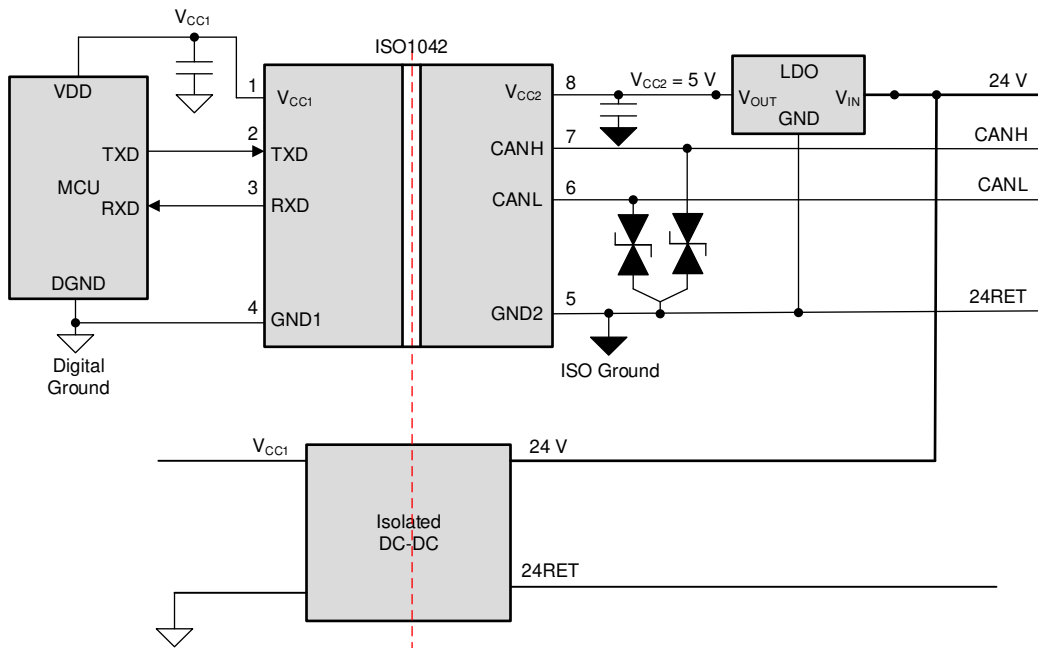 VCC1
ISO1042
VDD
TXD
MCU
RXD
DGND
Digital
Ground
1
VCC1
2
TXD
3
RXD
4
GND1
VCC2
8
CANH
7
CANL
6
GND2
5
VCC2 = 5 V
LDO
VOUT
VIN
GND
24 V
CANH
CANL
24RET
ISO Ground
VCC1
24 V
Isolated
DC-DC
24RET